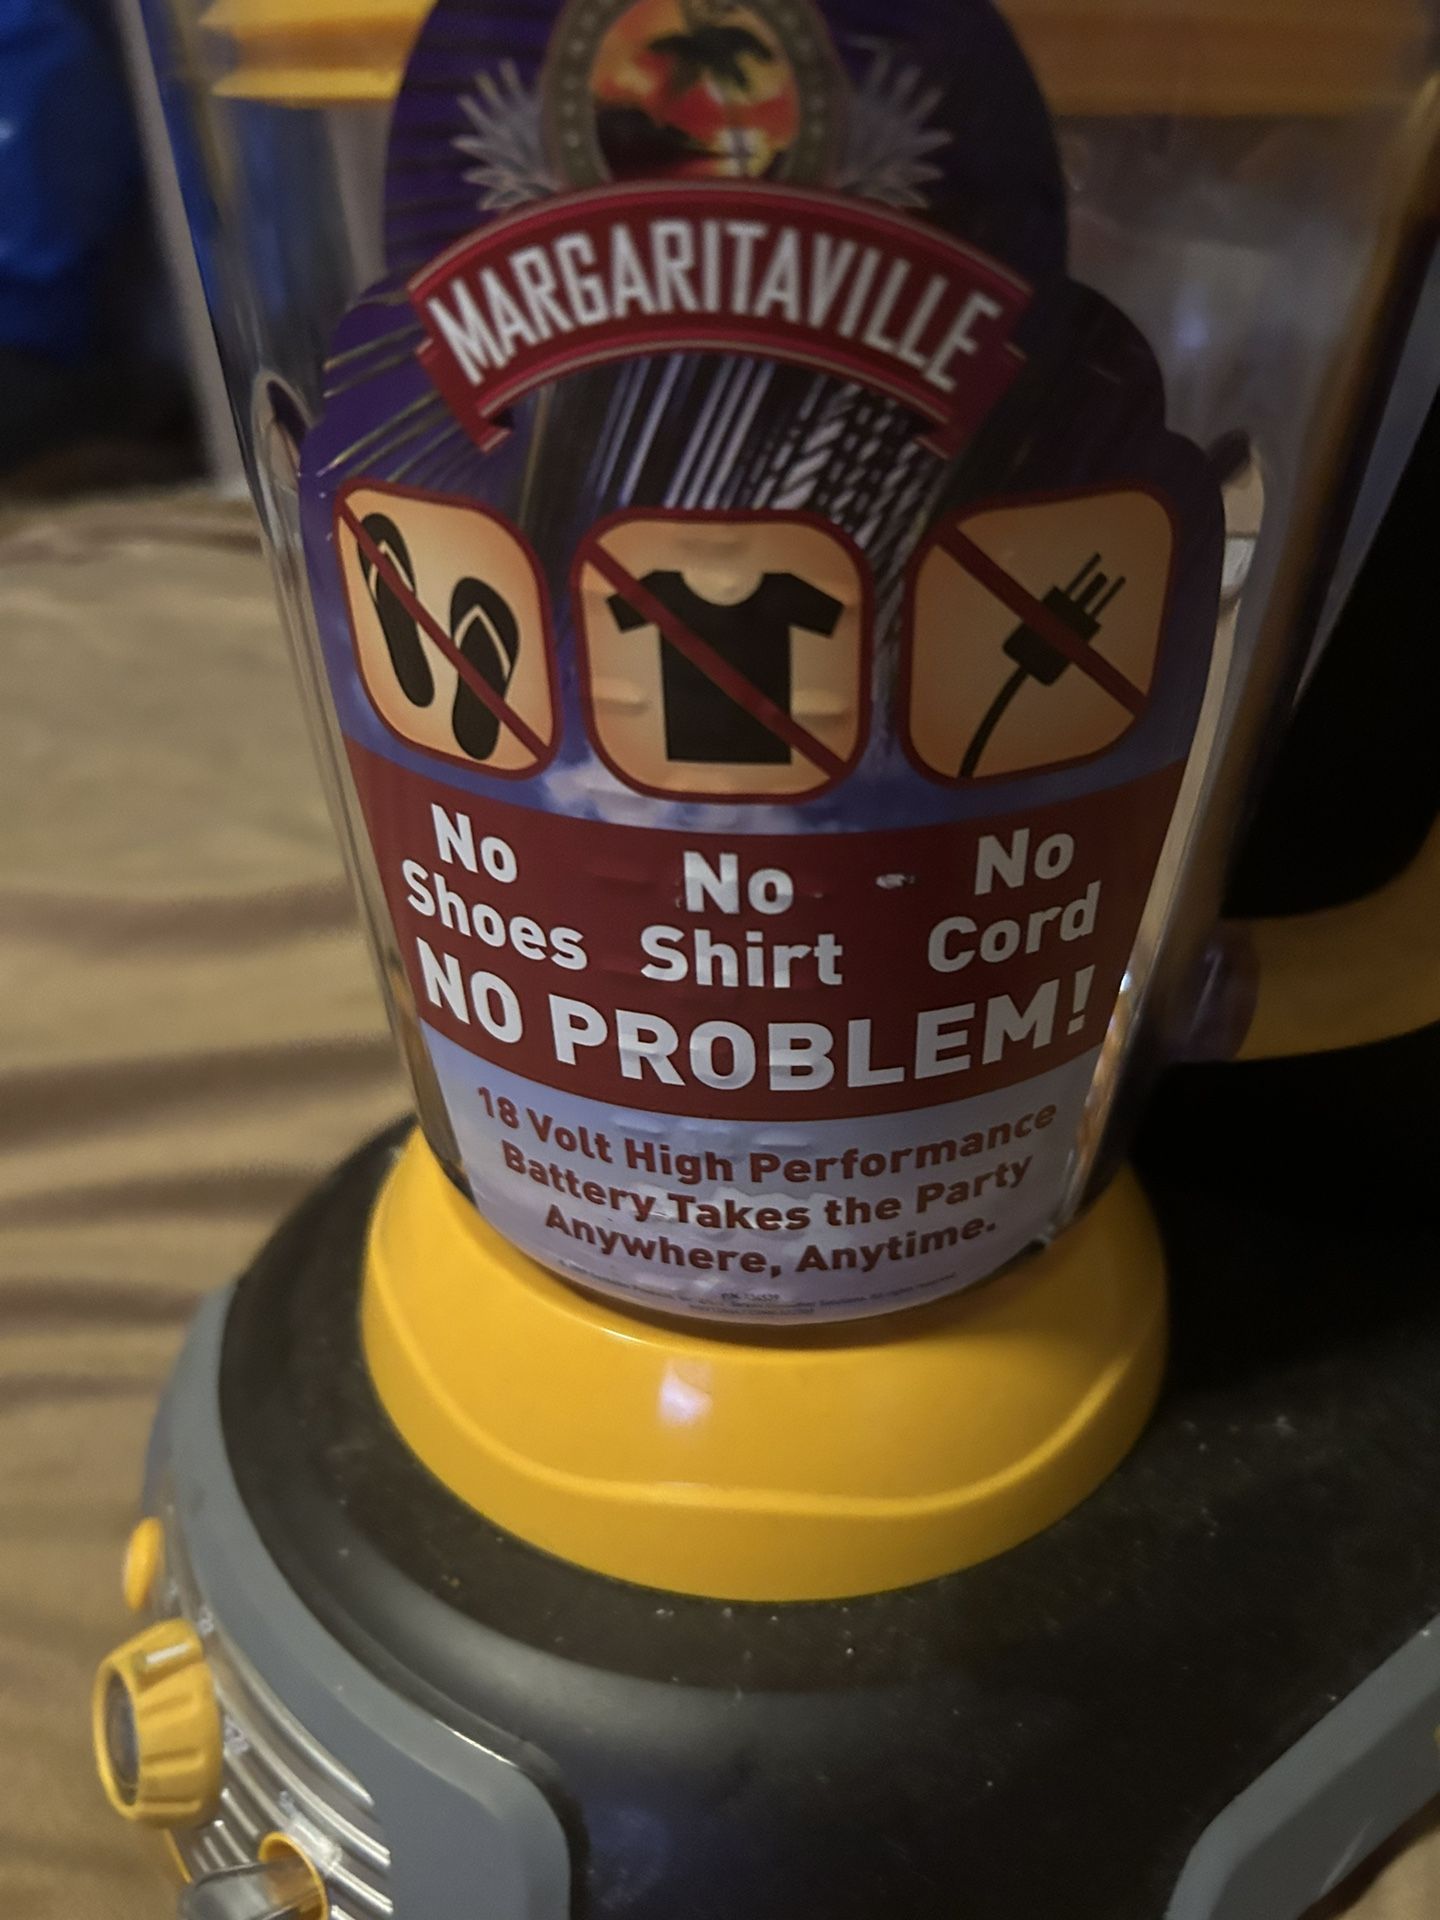 MARGARITAVILLE
No Shoes
No Shirt
No Cord
NO PROBLEM!
18 Volt High Performance
Battery Takes the Party
Anywhere, Anytime.